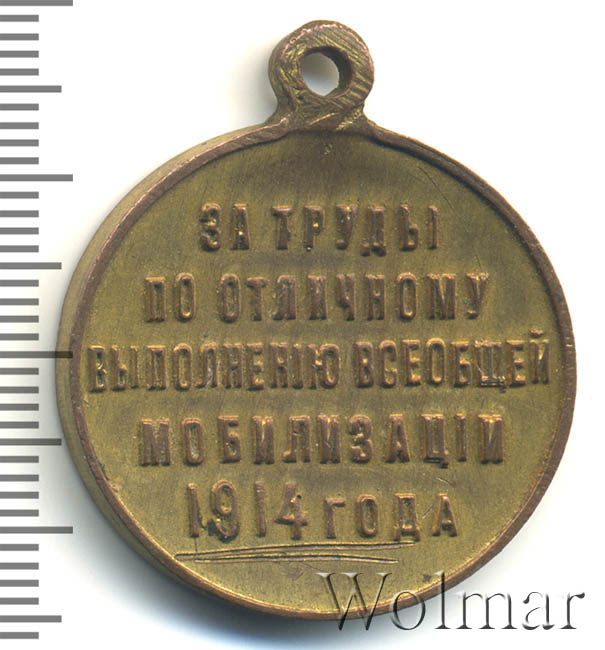 ЗА ТРУДЫ
ПО ОТЛИЧНОМУ
ВЫПОЛНЕНІЮ ВСЕОБЩЕЙ
МОБИЛИЗАЦІИ
1914 ГОДА
Wolmar